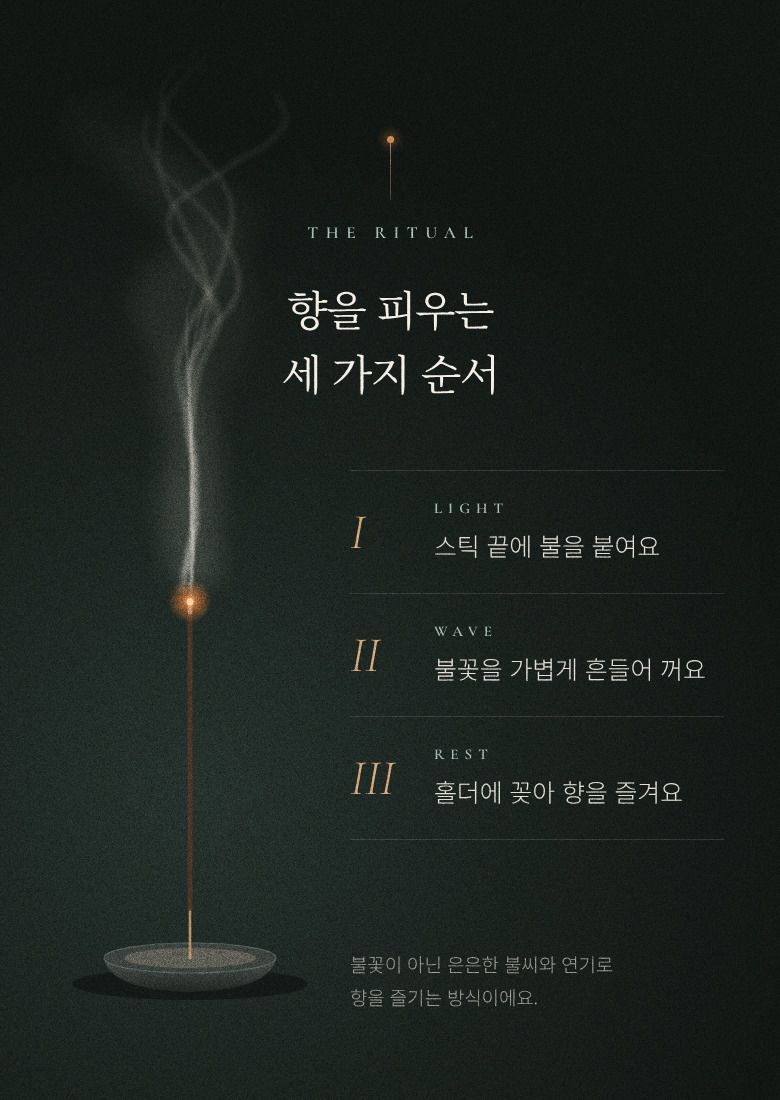 THE RITUAL
향을 피우는
세 가지 순서
I
LIGHT
스틱 끝에 불을 붙여요
II
WAVE
불꽃을 가볍게 흔들어 꺼요
III
REST
홀더에 꽂아 향을 즐겨요
불꽃이 아닌 은은한 불씨와 연기로
향을 즐기는 방식이에요.